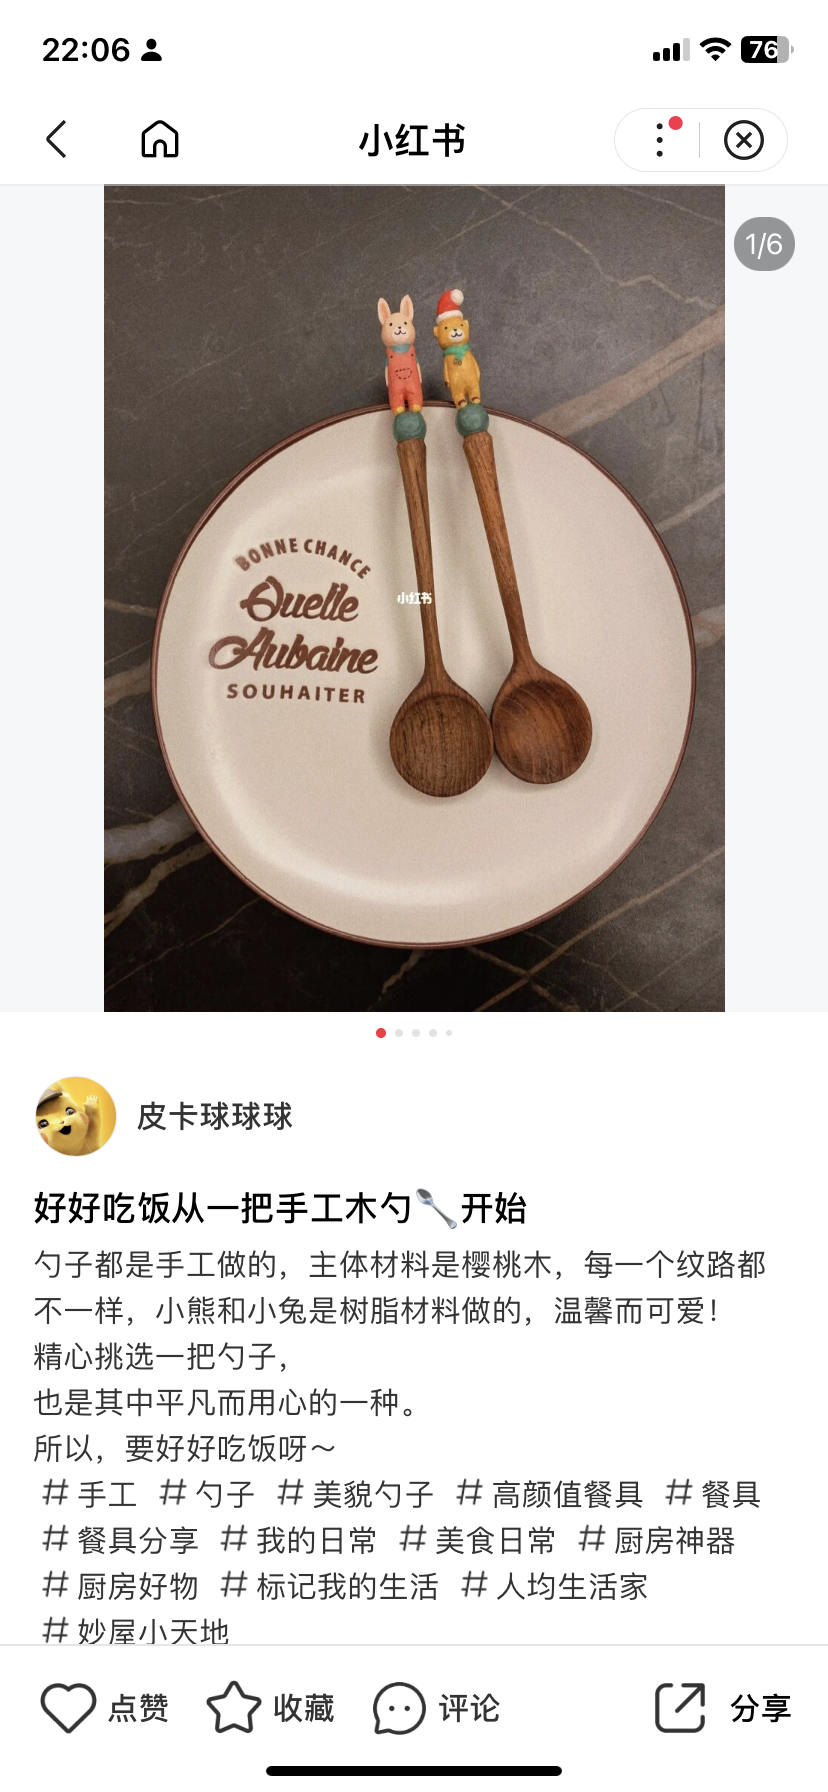 22:06
76
小红书
1/6
BONNE CHANCE
Quelle
Aubaine
SOUHAITER
小红书
皮卡球球球
好好吃饭从一把手工木勺🥄开始
勺子都是手工做的，主体材料是樱桃木，每一个纹路都
不一样，小熊和小兔是树脂材料做的，温馨而可爱！
精心挑选一把勺子，
也是其中平凡而用心的一种。
所以，要好好吃饭呀～
#手工 #勺子 #美貌勺子 #高颜值餐具 #餐具
#餐具分享 #我的日常 #美食日常 #厨房神器
#厨房好物 #标记我的生活 #人均生活家
#妙屋小天地
点赞 收藏 评论 分享